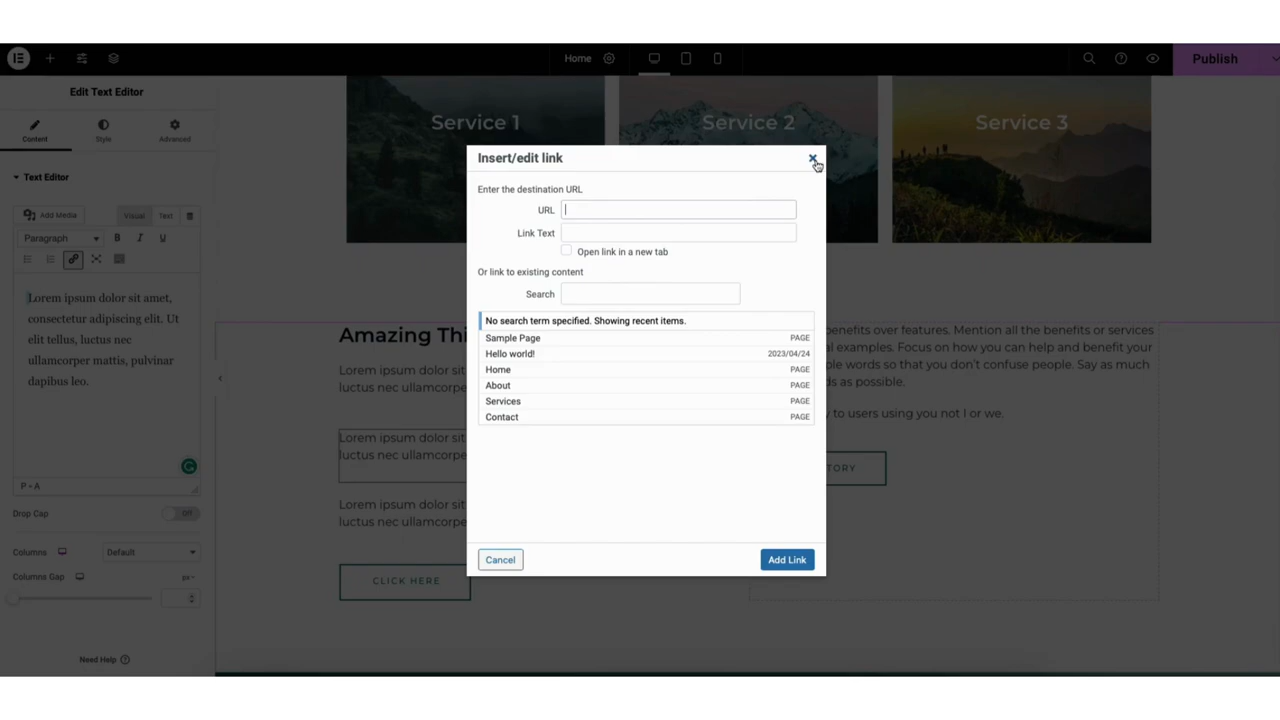 Home
Publish
Edit Text Editor
Content
Style
Advanced
Text Editor
Add Media
Visual
Text
Paragraph
B
I
U
Lorem ipsum dolor sit amet,
consectetur adipiscing elit. Ut
elit tellus, luctus nec
ullamcorper mattis, pulvinar
dapibus leo.
P » A
Drop Cap
Off
Columns
Default
Columns Gap
px
Need Help
Service 1
Service 2
Service 3
Amazing Thi
Lorem ipsum dolor sit
luctus nec ullamcorpe
Lorem ipsum dolor sit
luctus nec ullamcorpe
Lorem ipsum dolor sit
luctus nec ullamcorpe
CLICK HERE
Insert/edit link
Enter the destination URL
URL
Link Text
Open link in a new tab
Or link to existing content
Search
No search term specified. Showing recent items.
Sample Page PAGE
Hello world! 2023/04/24
Home PAGE
About PAGE
Services PAGE
Contact PAGE
Cancel
Add Link
enefits over features. Mention all the benefits or services
al examples. Focus on how you can help and benefit your
ple words so that you don't confuse people. Say as much
ds as possible.
y to users using you not I or we.
TORY